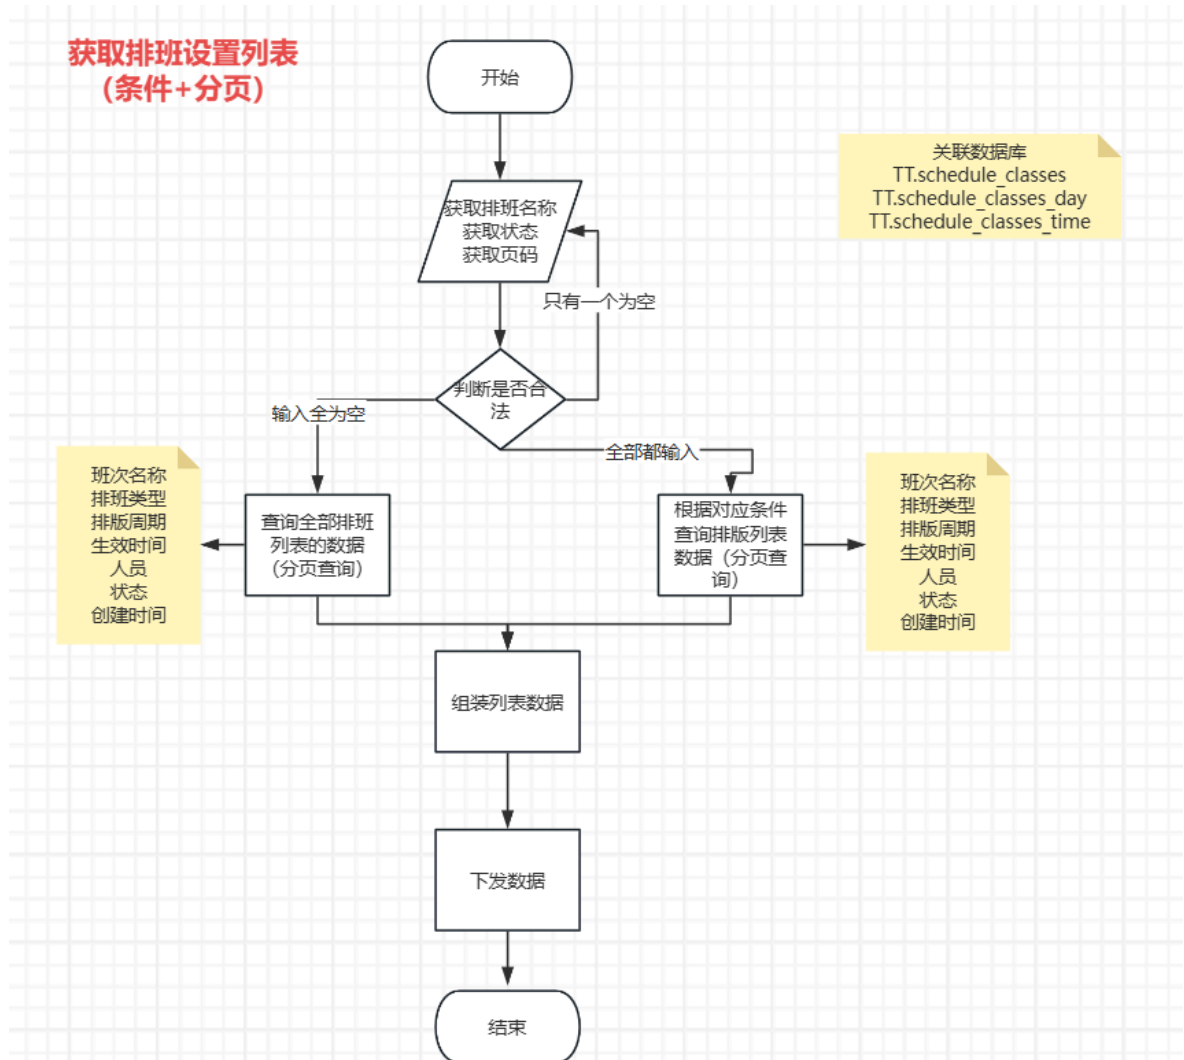 获取排班设置列表
（条件+分页）
开始
关联数据库
TT.schedule_classes
TT.schedule_classes_day
TT.schedule_classes_time
获取排班名称
获取状态
获取页码
只有一个为空
判断是否合
法
输入全为空
全部都输入
班次名称
排班类型
排版周期
生效时间
人员
状态
创建时间
查询全部排班
列表的数据
（分页查询）
根据对应条件
查询排版列表
数据（分页查
询）
班次名称
排班类型
排版周期
生效时间
人员
状态
创建时间
组装列表数据
下发数据
结束